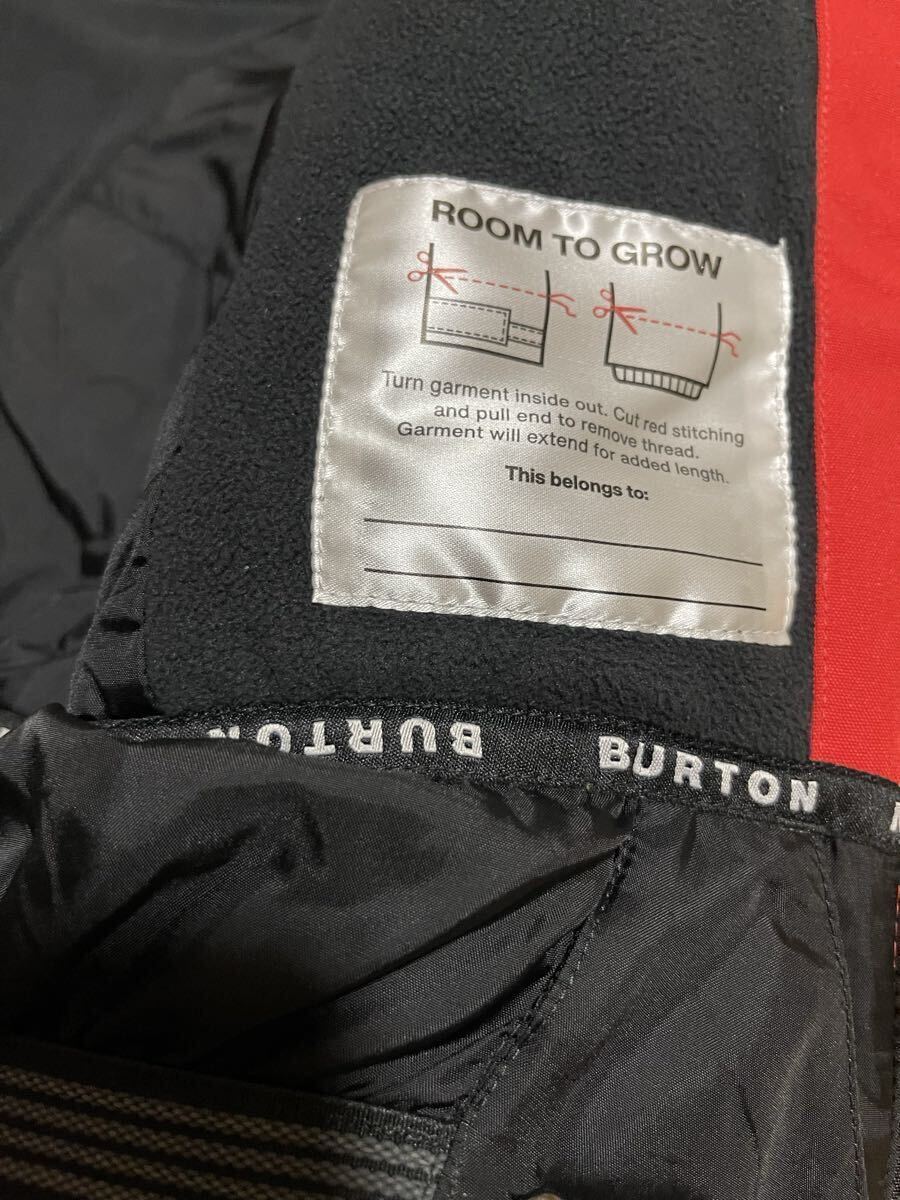 ROOM TO GROW
Turn garment inside out. Cut red stitching
and pull end to remove thread.
Garment will extend for added length.
This belongs to:
BURTON BURTON